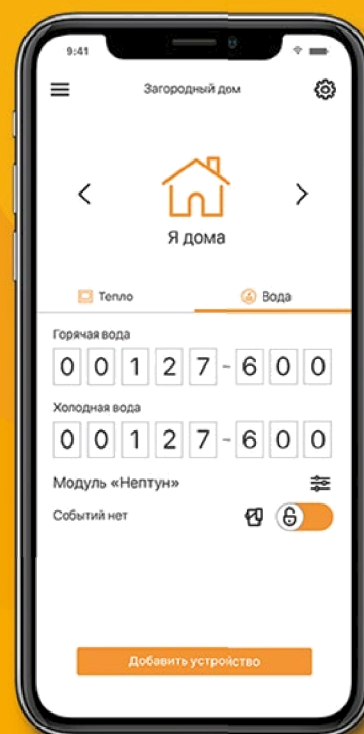 9:41
Загородный дом
Я дома
Тепло Вода
Горячая вода
00127-600
Холодная вода
00127-600
Модуль «Нептун»
Событий нет
Добавить устройство